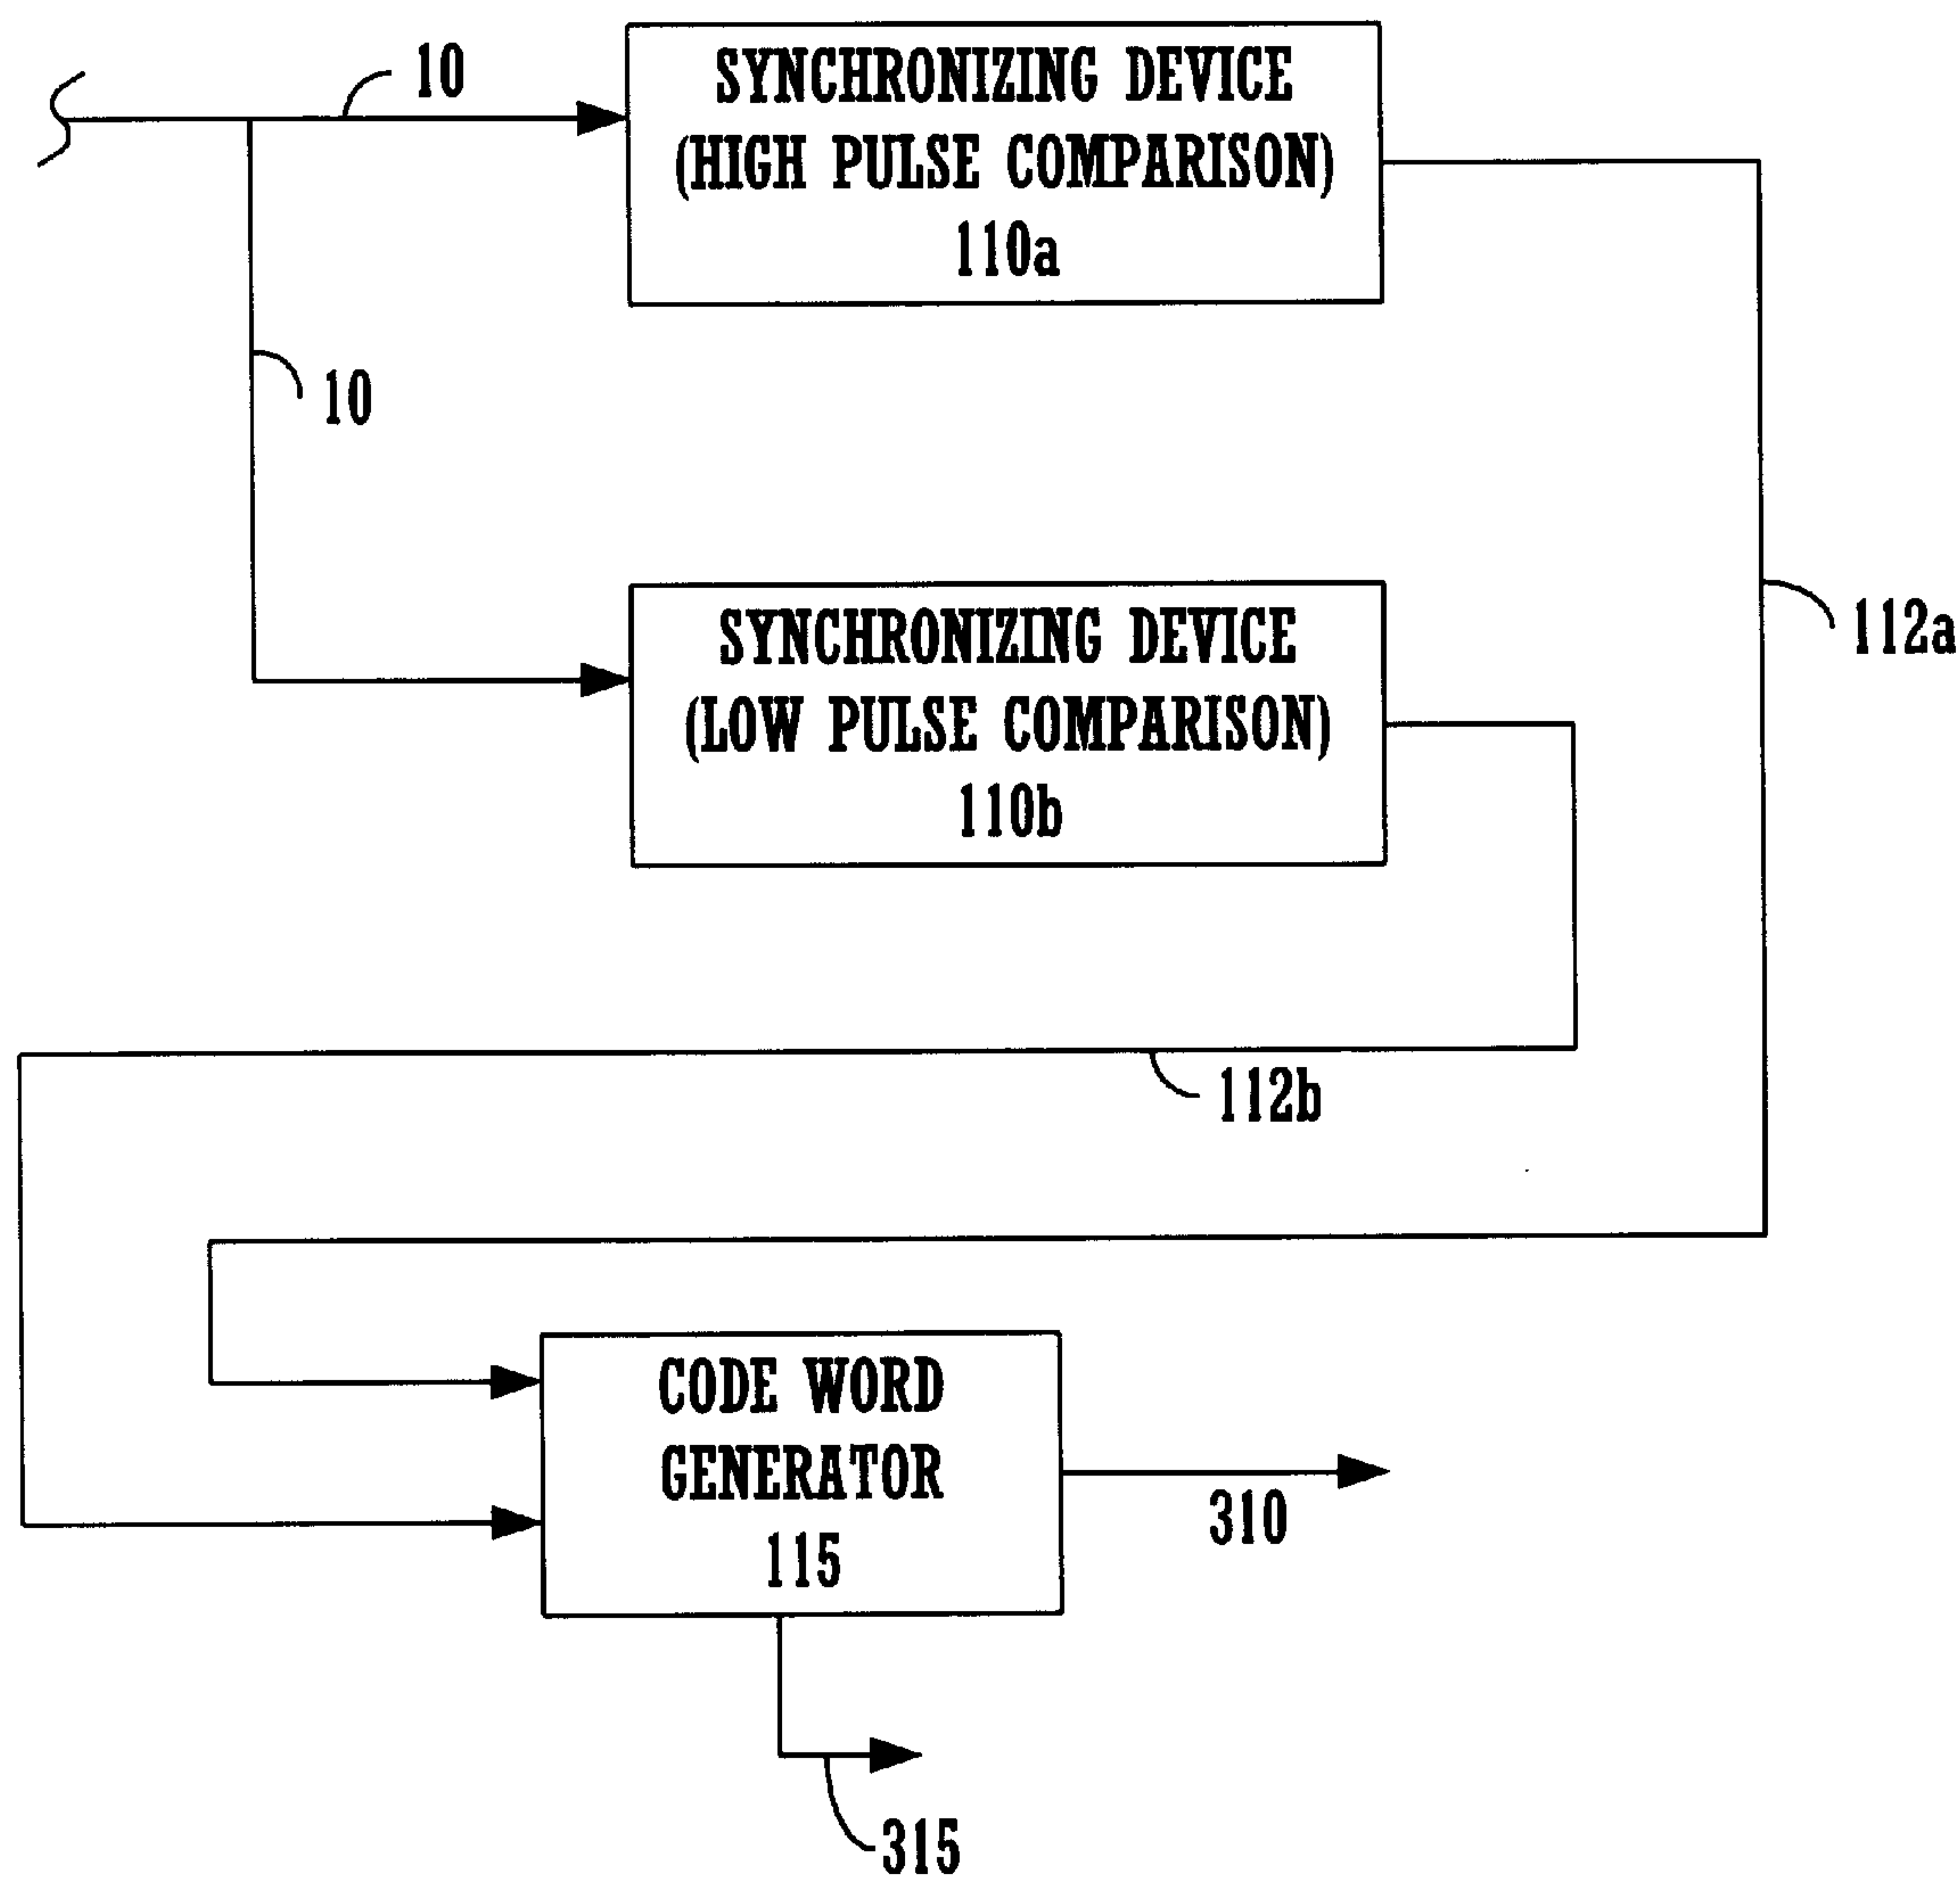 10
SYNCHRONIZING DEVICE
(HIGH PULSE COMPARISON)
110a
10
SYNCHRONIZING DEVICE
(LOW PULSE COMPARISON)
110b
112a
112b
CODE WORD
GENERATOR
115
310
315